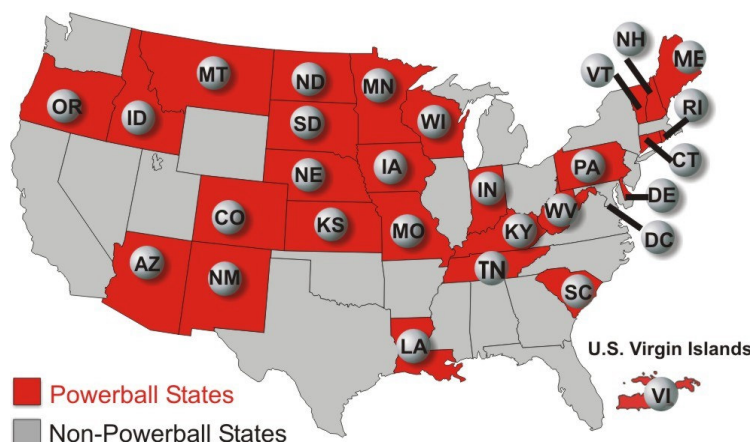 NH
ME
VT
MT
ND
MN
OR
ID
SD
WI
RI
NE
IA
CT
PA
IN
DE
CO
KS
MO
KY
WV
DC
AZ
NM
TN
SC
LA
U.S. Virgin Islands
VI
Powerball States
Non-Powerball States